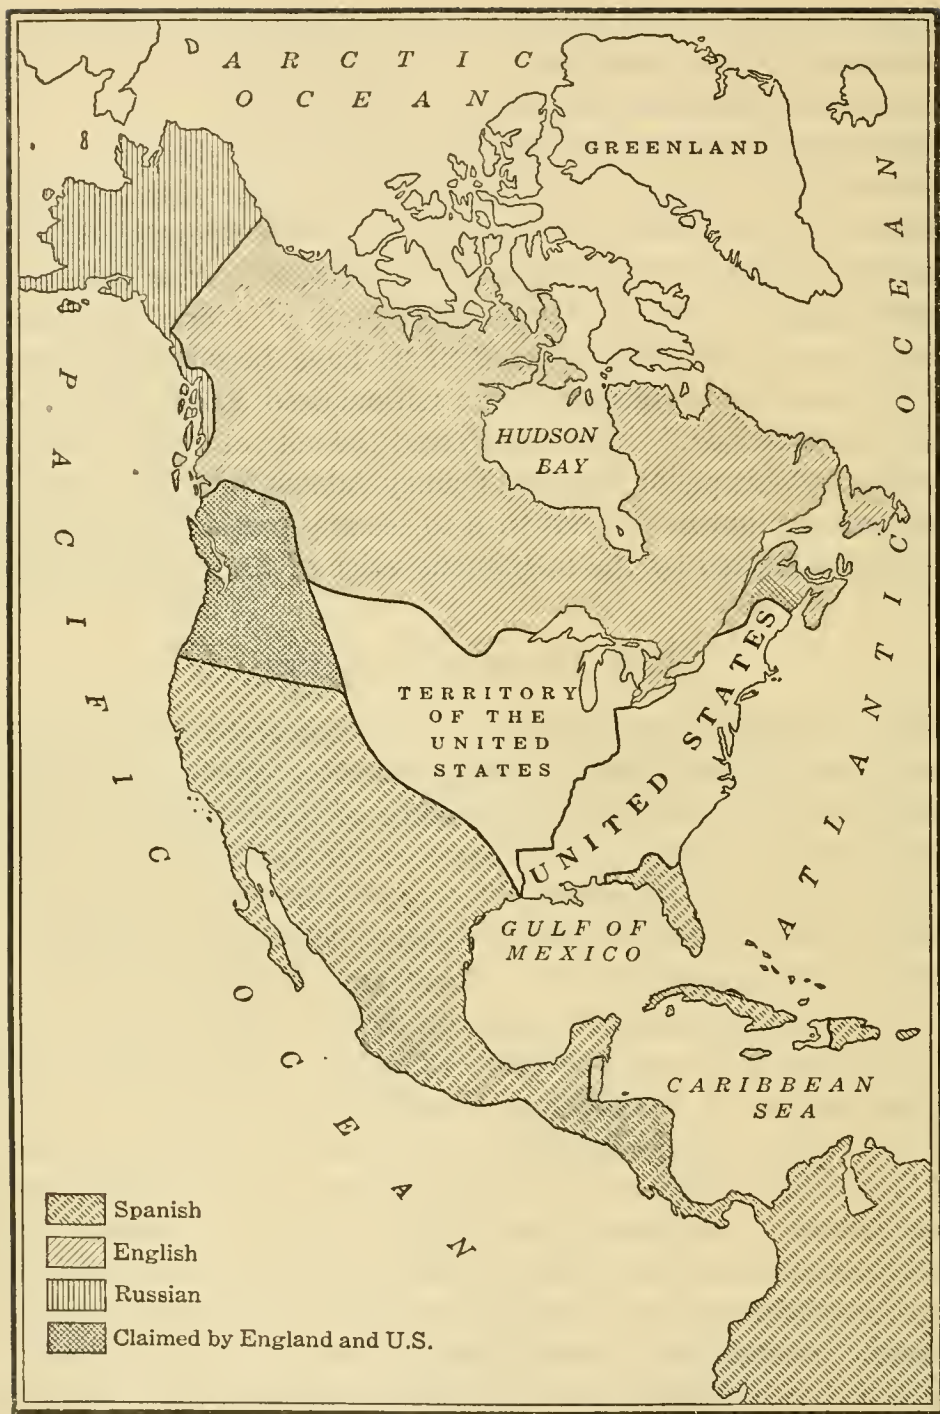 ARCTIC
OCEAN
GREENLAND
ATLANTIC OCEAN
PACIFIC OCEAN
HUDSON
BAY
TERRITORY
OF THE
UNITED
STATES
UNITED STATES
GULF OF
MEXICO
CARIBBEAN
SEA
Spanish
English
Russian
Claimed by England and U.S.